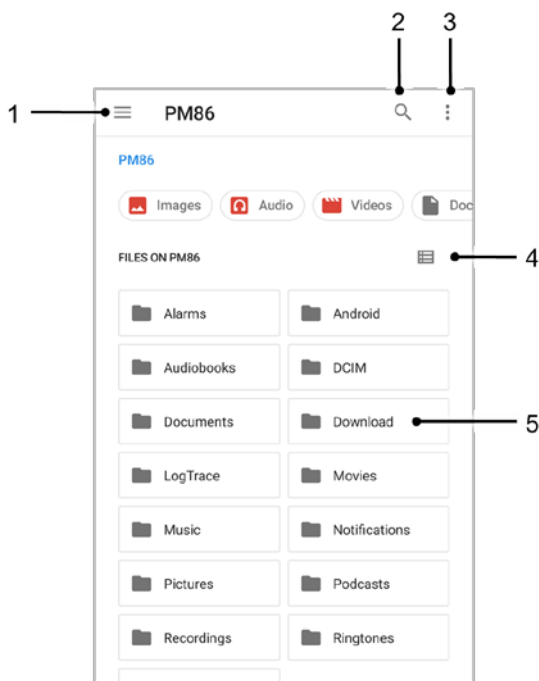 2 3
1 PM86
PM86
Images Audio Videos Doc
FILES ON PM86 4
Alarms Android
Audiobooks DCIM
Documents Download 5
LogTrace Movies
Music Notifications
Pictures Podcasts
Recordings Ringtones